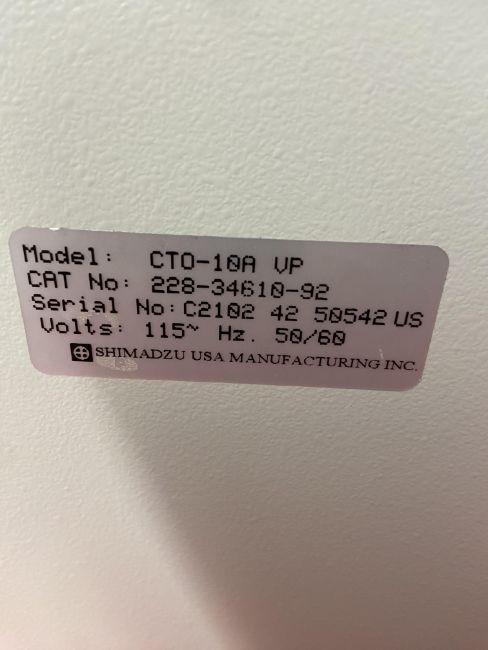 Model: CTO-10A VP
CAT No: 228-34610-92
Serial No: C2102 42 50542 US
Volts: 115~ Hz. 50/60
SHIMADZU USA MANUFACTURING INC.